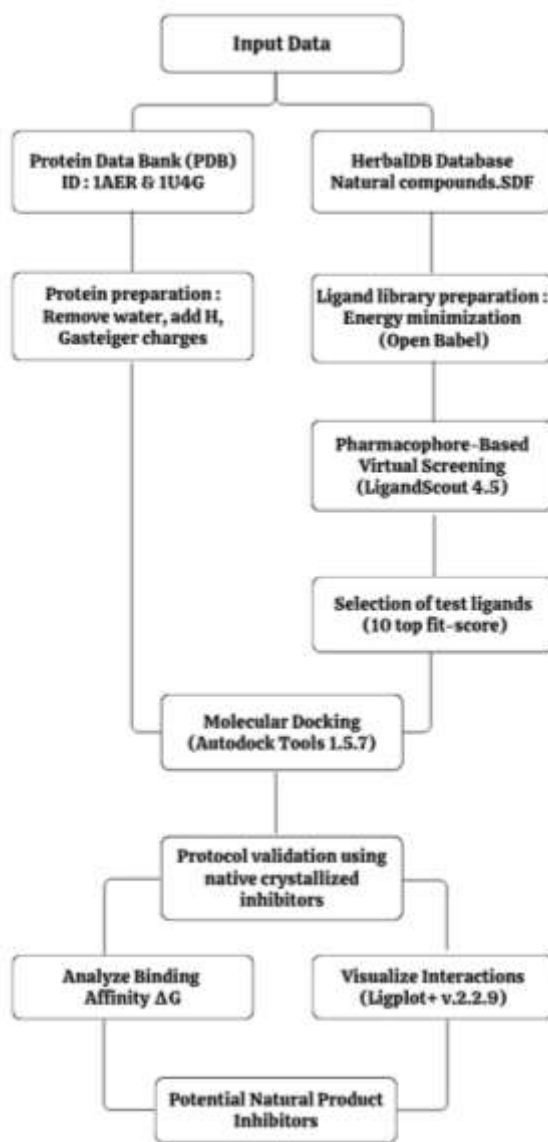 Input Data
Protein Data Bank (PDB)
ID : 1AER & 1U4G
HerbalDB Database
Natural compounds.SDF
Protein preparation :
Remove water, add H,
Gasteiger charges
Ligand library preparation :
Energy minimization
(Open Babel)
Pharmacophore-Based
Virtual Screening
(LigandScout 4.5)
Selection of test ligands
(10 top fit-score)
Molecular Docking
(Autodock Tools 1.5.7)
Protocol validation using
native crystallized
inhibitors
Analyze Binding
Affinity ΔG
Visualize Interactions
(Ligplot+ v.2.2.9)
Potential Natural Product
Inhibitors